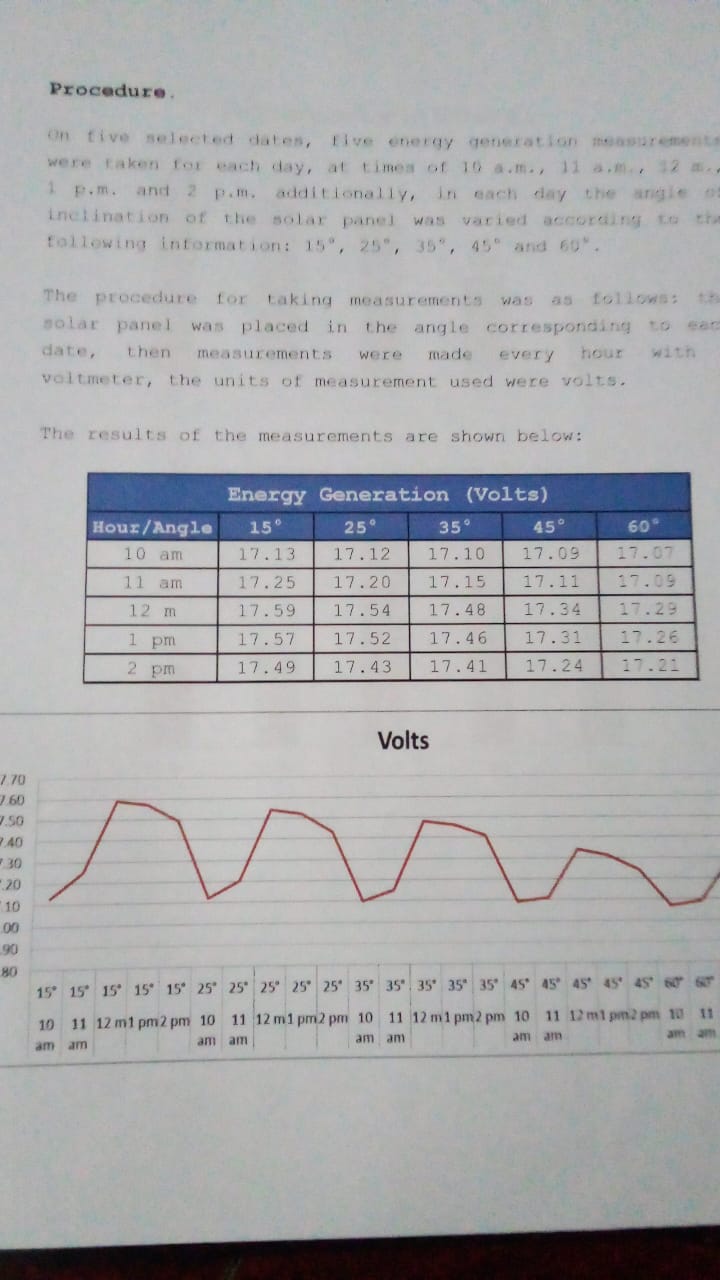 Procedure.
On five selected dates, five energy generation measurements
were taken for each day, at times of 10 a.m., 11 a.m., 12 m.,
1 p.m. and 2 p.m. additionally, in each day the angle of
inclination of the solar panel was varied according to the
following information: 15°, 25°, 35°, 45° and 60°.
The procedure for taking measurements was as follows: the
solar panel was placed in the angle corresponding to eac
date, then measurements were made every hour with
voltmeter, the units of measurement used were volts.
The results of the measurements are shown below:
Energy Generation (Volts)
Hour/Angle 15° 25° 35° 45° 60°
10 am 17.13 17.12 17.10 17.09 17.07
11 am 17.25 17.20 17.15 17.11 17.09
12 m 17.59 17.54 17.48 17.34 17.29
1 pm 17.57 17.52 17.46 17.31 17.26
2 pm 17.49 17.43 17.41 17.24 17.21
Volts
7.70
7.60
7.50
7.40
7.30
.20
10
.00
.90
80
15° 15° 15° 15° 15° 25° 25° 25° 25° 25° 35° 35° 35° 35° 35° 45° 45° 45° 45° 45° 60° 60°
10 11 12 m 1 pm 2 pm 10 11 12 m 1 pm 2 pm 10 11 12 m 1 pm 2 pm 10 11 12 m 1 pm 2 pm 10 11
am am am am am am am am am am